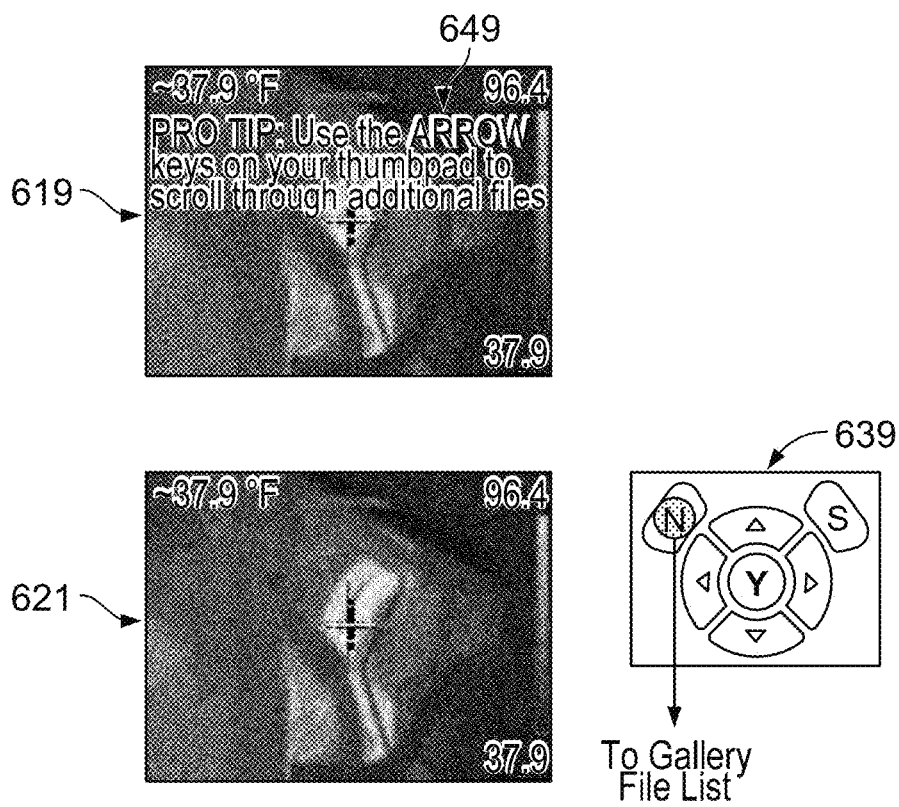 649
~37.9 °F 96.4
PRO TIP: Use the ARROW
keys on your thumbpad to
scroll through additional files
619
37.9
639
~37.9 °F 96.4
N S
621
Y
37.9
To Gallery
File List